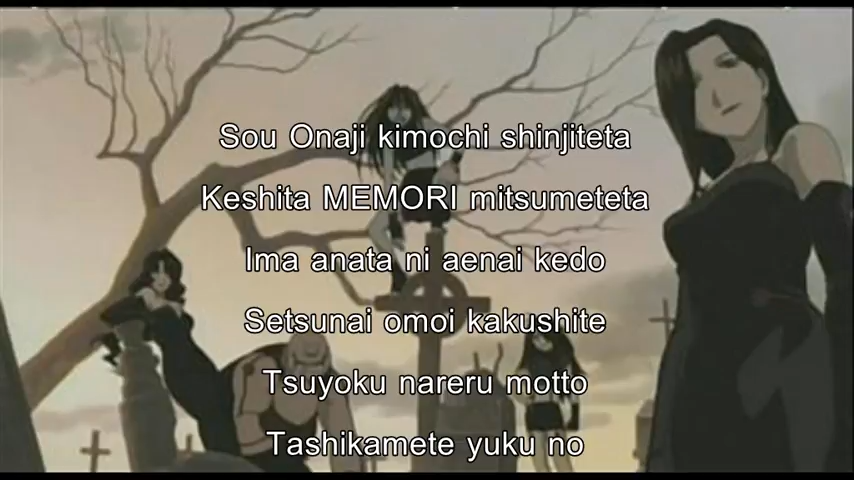 Sou Onaji kimochi shinjiteta
Keshita MEMORI mitsumeteta
Ima anata ni aenai kedo
Setsunai omoi kakushite
Tsuyoku nareru motto
Tashikamete yuku no